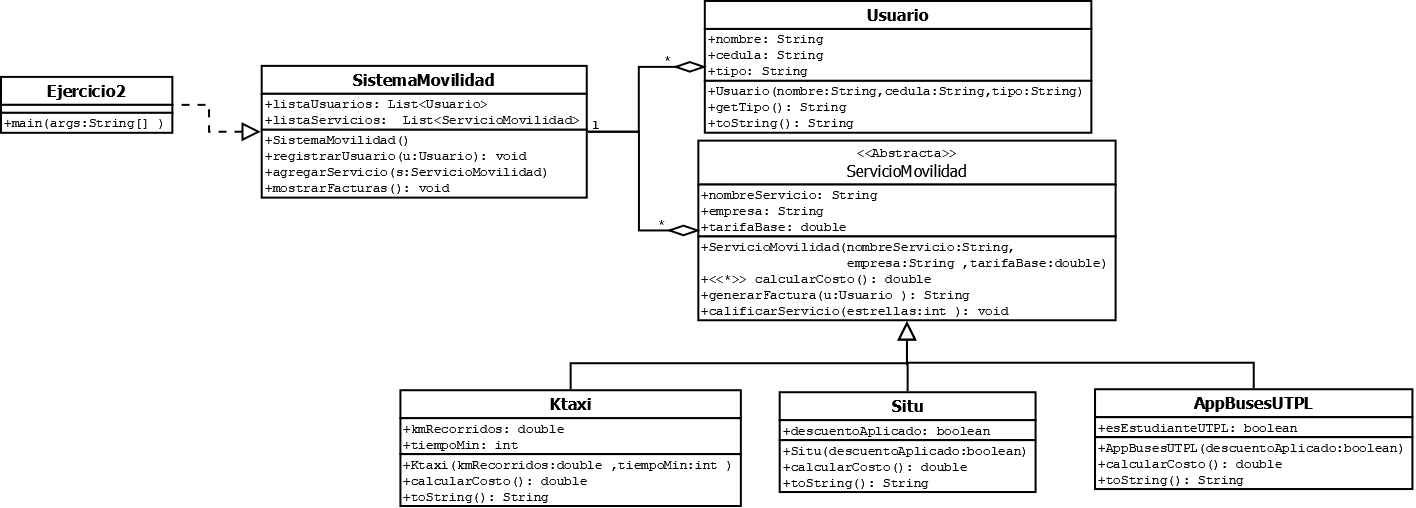 Ejercicio2
+main(args:String[] )
SistemaMovilidad
+listaUsuarios: List<Usuario>
+listaServicios:  List<ServicioMovilidad>
+SistemaMovilidad()
+registrarUsuario(u:Usuario): void
+agregarServicio(s:ServicioMovilidad)
+mostrarFacturas(): void
1
*
*
Usuario
+nombre: String
+cedula: String
+tipo: String
+Usuario(nombre:String,cedula:String,tipo:String)
+getTipo(): String
+toString(): String
<<Abstracta>>
ServicioMovilidad
+nombreServicio: String
+empresa: String
+tarifaBase: double
+ServicioMovilidad(nombreServicio:String,
empresa:String ,tarifaBase:double)
+<<*>> calcularCosto(): double
+generarFactura(u:Usuario ): String
+calificarServicio(estrellas:int ): void
Ktaxi
+kmRecorridos: double
+tiempoMin: int
+Ktaxi(kmRecorridos:double ,tiempoMin:int )
+calcularCosto(): double
+toString(): String
Situ
+descuentoAplicado: boolean
+Situ(descuentoAplicado:boolean)
+calcularCosto(): double
+toString(): String
AppBusesUTPL
+esEstudianteUTPL: boolean
+AppBusesUTPL(descuentoAplicado:boolean)
+calcularCosto(): double
+toString(): String